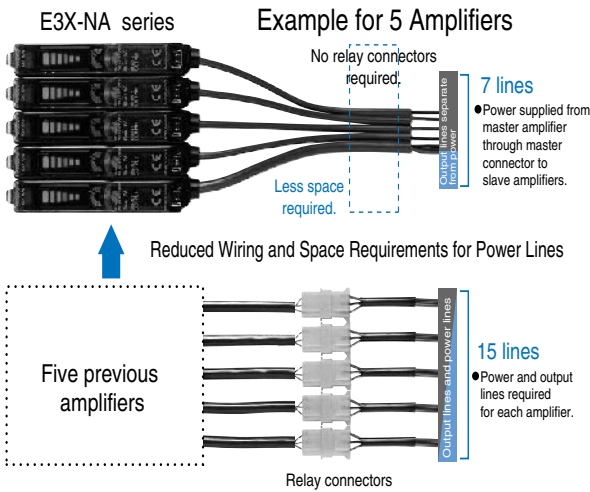 E3X-NA series
Example for 5 Amplifiers
No relay connectors
required.
Output lines separate
from power
7 lines
●Power supplied from
master amplifier
through master
connector to
slave amplifiers.
Less space
required.
Reduced Wiring and Space Requirements for Power Lines
Five previous
amplifiers
Output lines and power lines
15 lines
●Power and output
lines required
for each amplifier.
Relay connectors